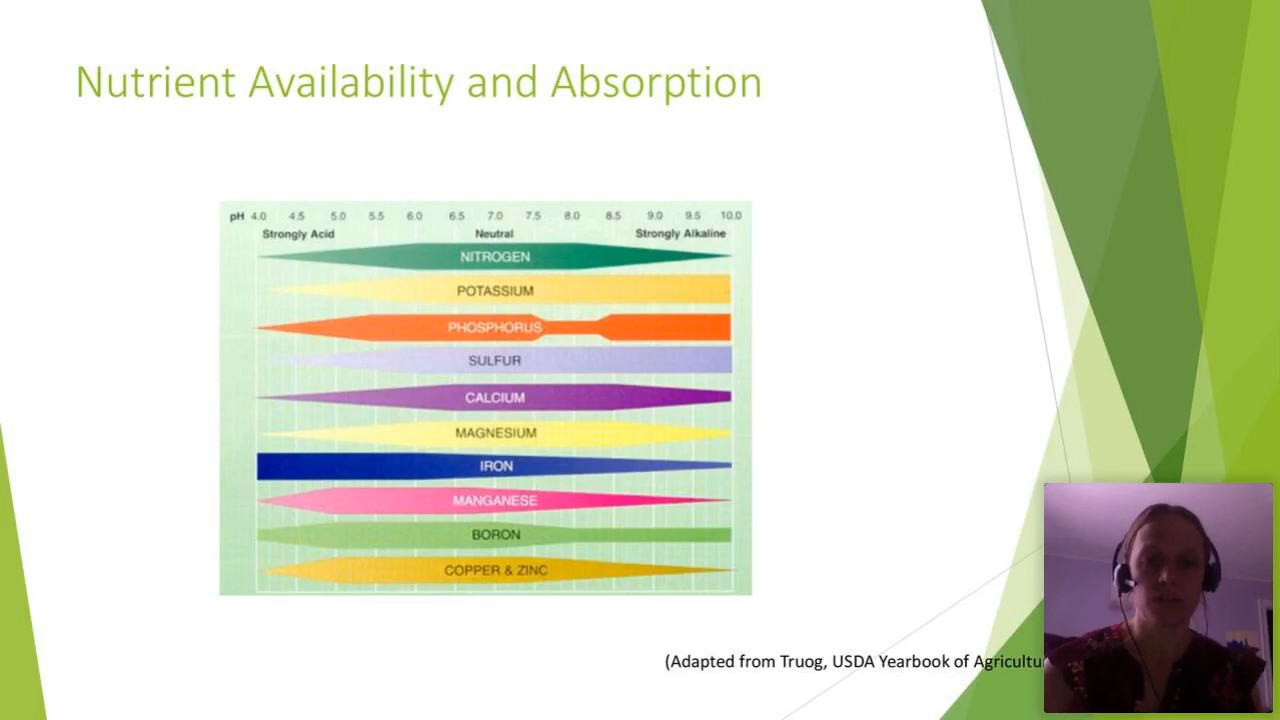 Nutrient Availability and Absorption
pH 4.0 4.5 5.0 5.5 6.0 6.5 7.0 7.5 8.0 8.5 9.0 9.5 10.0
Strongly Acid Neutral Strongly Alkaline
NITROGEN
POTASSIUM
PHOSPHORUS
SULFUR
CALCIUM
MAGNESIUM
IRON
MANGANESE
BORON
COPPER & ZINC
(Adapted from Truog, USDA Yearbook of Agricultu